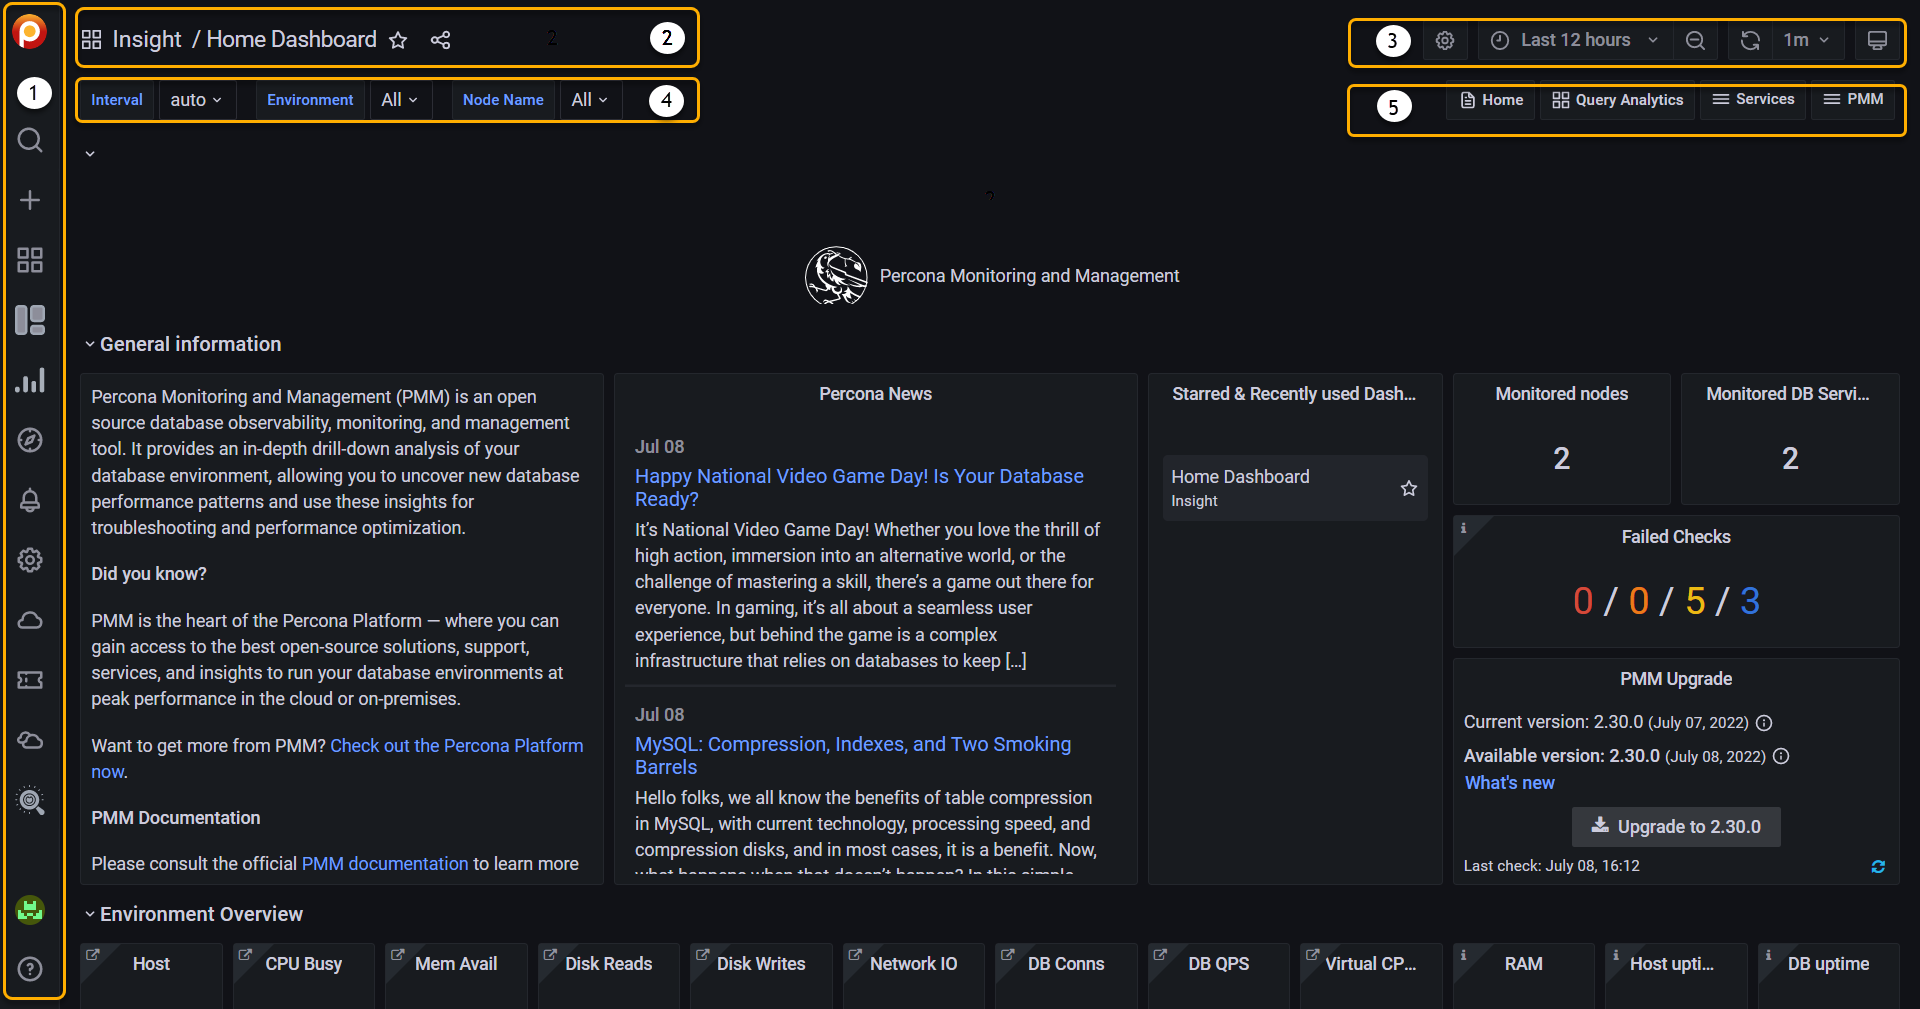 Insight / Home Dashboard
2
2
3
Last 12 hours
1m
1
Interval
auto
Environment
All
Node Name
All
4
5
Home
Query Analytics
Services
PMM
?
Percona Monitoring and Management
General information
Percona Monitoring and Management (PMM) is an open
source database observability, monitoring, and management
tool. It provides an in-depth drill-down analysis of your
database environment, allowing you to uncover new database
performance patterns and use these insights for
troubleshooting and performance optimization.
Did you know?
PMM is the heart of the Percona Platform — where you can
gain access to the best open-source solutions, support,
services, and insights to run your database environments at
peak performance in the cloud or on-premises.
Want to get more from PMM? Check out the Percona Platform
now.
PMM Documentation
Please consult the official PMM documentation to learn more
Percona News
Jul 08
Happy National Video Game Day! Is Your Database
Ready?
It’s National Video Game Day! Whether you love the thrill of
high action, immersion into an alternative world, or the
challenge of mastering a skill, there’s a game out there for
everyone. In gaming, it’s all about a seamless user
experience, but behind the game is a complex
infrastructure that relies on databases to keep [...]
Jul 08
MySQL: Compression, Indexes, and Two Smoking
Barrels
Hello folks, we all know the benefits of table compression
in MySQL, with current technology, processing speed, and
compression disks, and in most cases, it is a benefit. Now,
what happens when that doesn’t happen? In this simple
Starred & Recently used Dash...
Home Dashboard
Insight
Monitored nodes
2
Monitored DB Servi...
2
Failed Checks
0 / 0 / 5 / 3
PMM Upgrade
Current version: 2.30.0 (July 07, 2022)
Available version: 2.30.0 (July 08, 2022)
What's new
Upgrade to 2.30.0
Last check: July 08, 16:12
Environment Overview
Host
CPU Busy
Mem Avail
Disk Reads
Disk Writes
Network IO
DB Conns
DB QPS
Virtual CP...
RAM
Host upti...
DB uptime